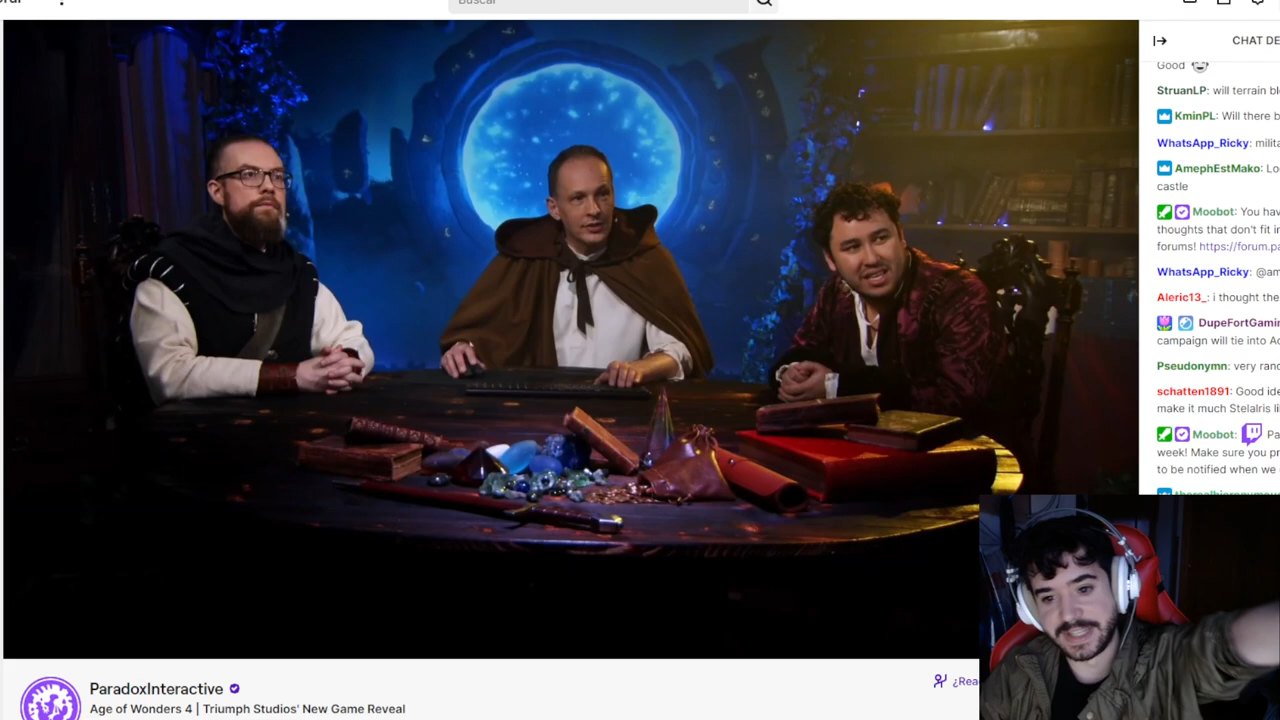 Buscar
CHAT DE
Good
StruanLP: will terrain bl
KminPL: Will there b
WhatsApp_Ricky: milita
AmephEstMako: Lo
castle
Moobot: You hav
thoughts that don't fit in
forums! https://forum.pa
WhatsApp_Ricky: @am
Aleric13_: i thought the
DupeFortGamin
campaign will tie into Ao
Pseudonymn: very rand
schatten1891: Good ide
make it much Stelalris li
Moobot: Pa
week! Make sure you pr
to be notified when we
ParadoxInteractive
Age of Wonders 4 | Triumph Studios' New Game Reveal
¿Rea